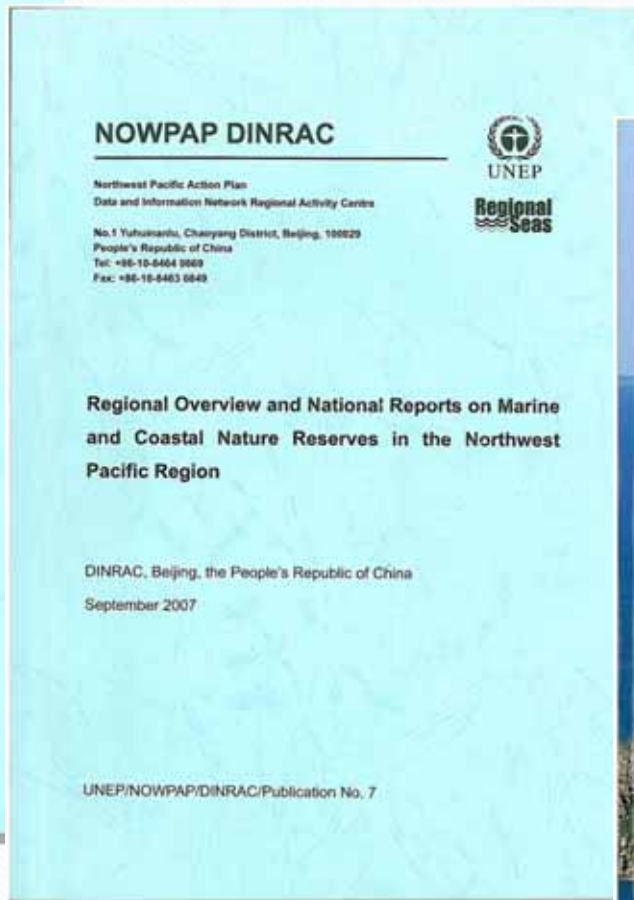 NOWPAP DINRAC
UNEP
Regional
Seas
Northwest Pacific Action Plan
Data and Information Network Regional Activity Centre
No.1 Yuhuinanlu, Chaoyang District, Beijing, 100029
People's Republic of China
Tel: +86-10-8464 0869
Fax: +86-10-8463 0849
Regional Overview and National Reports on Marine
and Coastal Nature Reserves in the Northwest
Pacific Region
DINRAC, Beijing, the People's Republic of China
September 2007
UNEP/NOWPAP/DINRAC/Publication No. 7